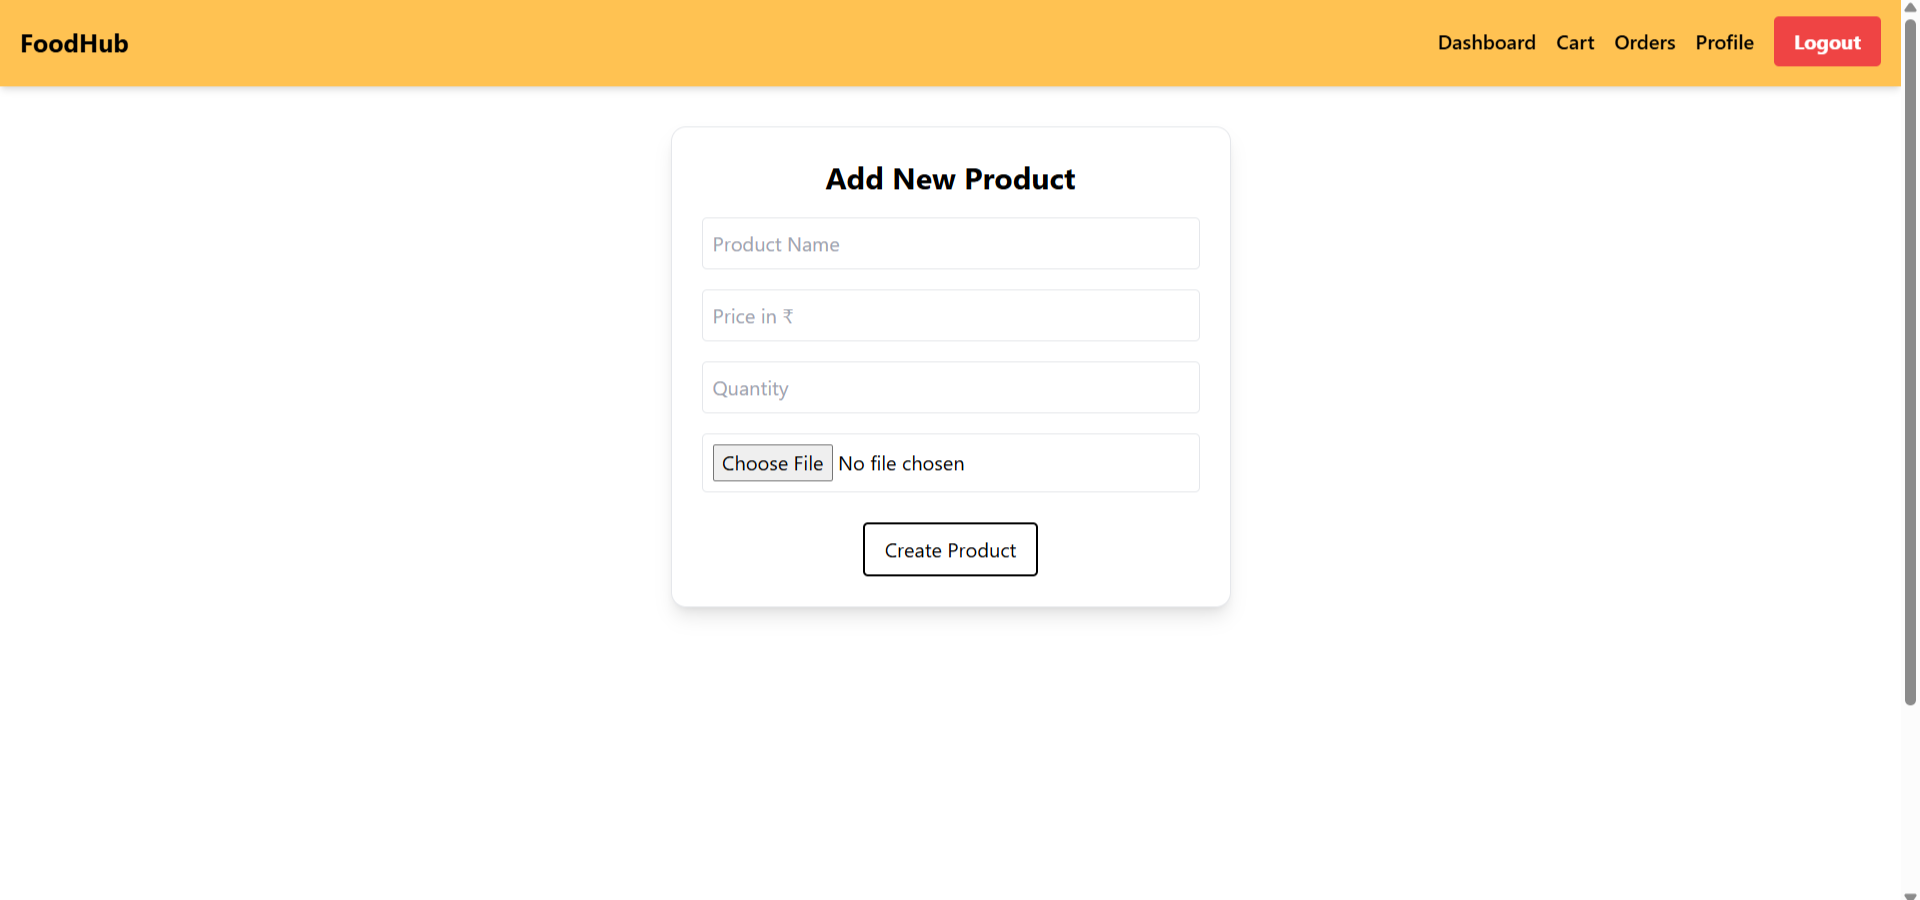 FoodHub
Dashboard Cart Orders Profile Logout
Add New Product
Product Name
Price in ₹
Quantity
Choose File No file chosen
Create Product